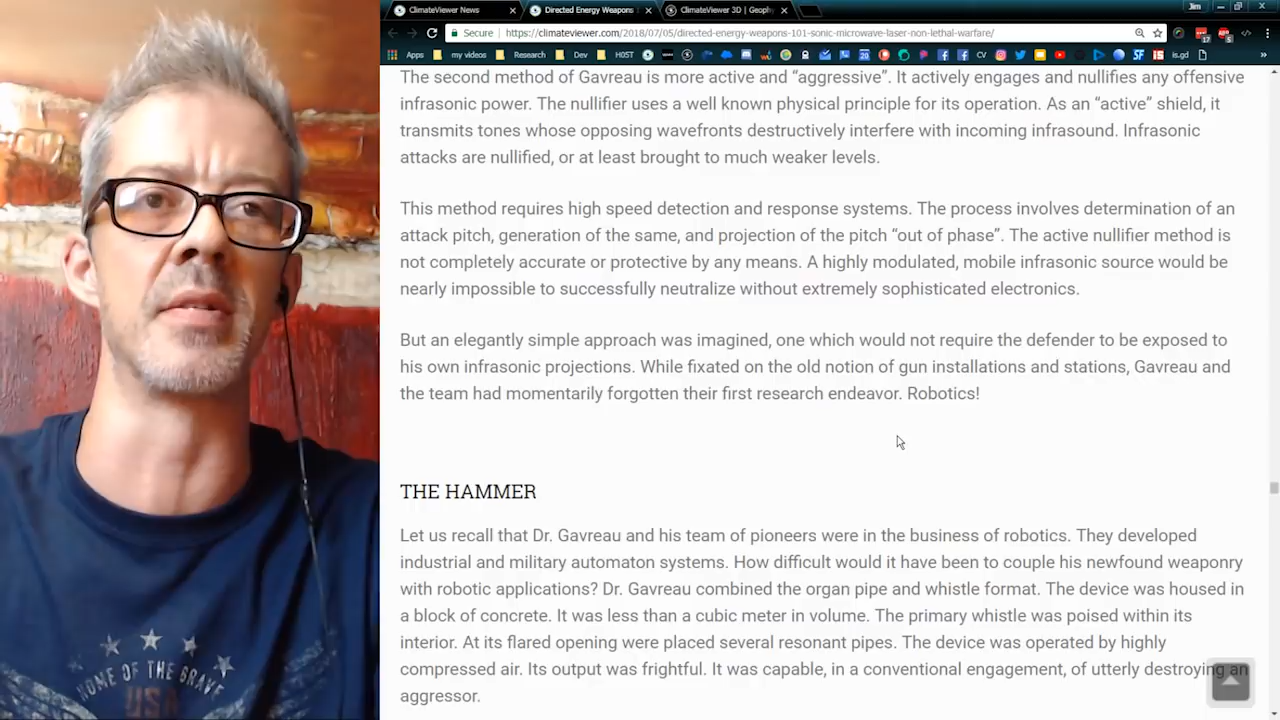 ClimateViewer News
Directed Energy Weapons
ClimateViewer 3D | Geoph
Jim
Secure
https://climateviewer.com/2018/07/05/directed-energy-weapons-101-sonic-microwave-laser-non-lethal-warfare/
Apps my videos Research Dev H0ST is.gd
The second method of Gavreau is more active and “aggressive”. It actively engages and nullifies any offensive
infrasonic power. The nullifier uses a well known physical principle for its operation. As an “active” shield, it
transmits tones whose opposing wavefronts destructively interfere with incoming infrasound. Infrasonic
attacks are nullified, or at least brought to much weaker levels.
This method requires high speed detection and response systems. The process involves determination of an
attack pitch, generation of the same, and projection of the pitch “out of phase”. The active nullifier method is
not completely accurate or protective by any means. A highly modulated, mobile infrasonic source would be
nearly impossible to successfully neutralize without extremely sophisticated electronics.
But an elegantly simple approach was imagined, one which would not require the defender to be exposed to
his own infrasonic projections. While fixated on the old notion of gun installations and stations, Gavreau and
the team had momentarily forgotten their first research endeavor. Robotics!
THE HAMMER
Let us recall that Dr. Gavreau and his team of pioneers were in the business of robotics. They developed
industrial and military automaton systems. How difficult would it have been to couple his newfound weaponry
with robotic applications? Dr. Gavreau combined the organ pipe and whistle format. The device was housed in
a block of concrete. It was less than a cubic meter in volume. The primary whistle was poised within its
interior. At its flared opening were placed several resonant pipes. The device was operated by highly
compressed air. Its output was frightful. It was capable, in a conventional engagement, of utterly destroying an
aggressor.
HOME OF THE BRAVE
USA